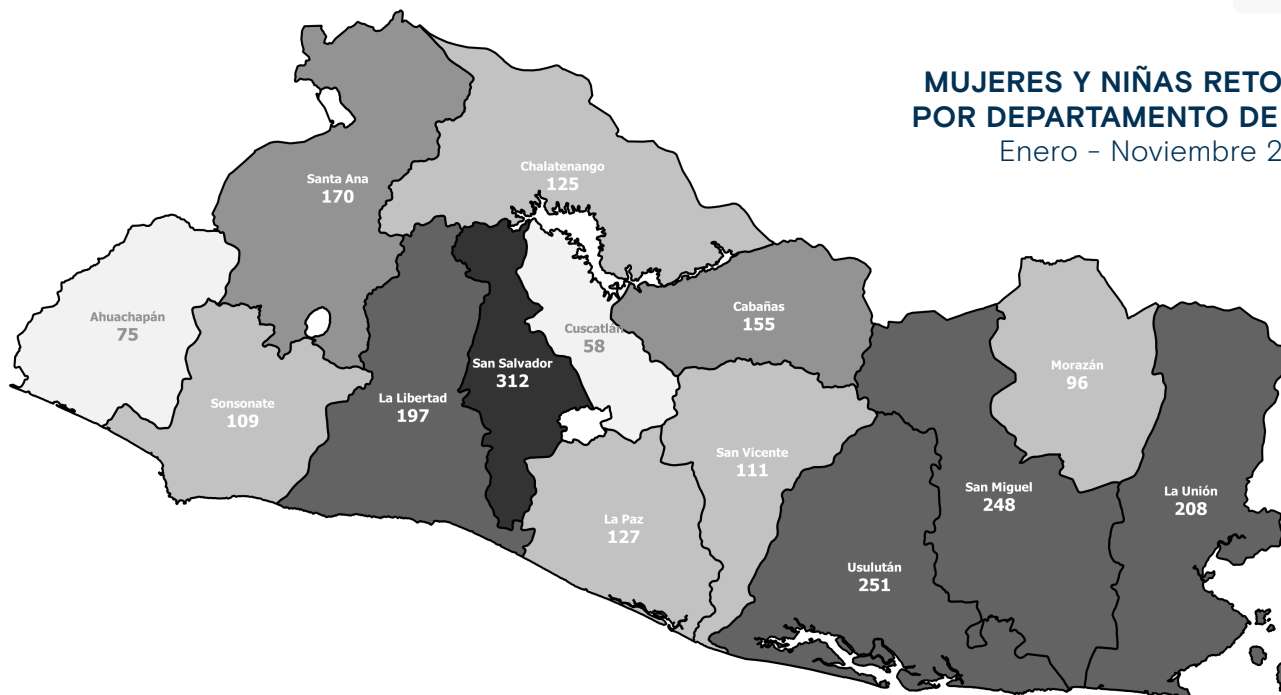 MUJERES Y NIÑAS RETO
POR DEPARTAMENTO DE
Enero - Noviembre 2
Chalatenango
125
Santa Ana
170
Ahuachapán
75
Sonsonate
109
La Libertad
197
San Salvador
312
Cuscatlán
58
Cabañas
155
San Vicente
111
La Paz
127
Usulután
251
San Miguel
248
Morazán
96
La Unión
208